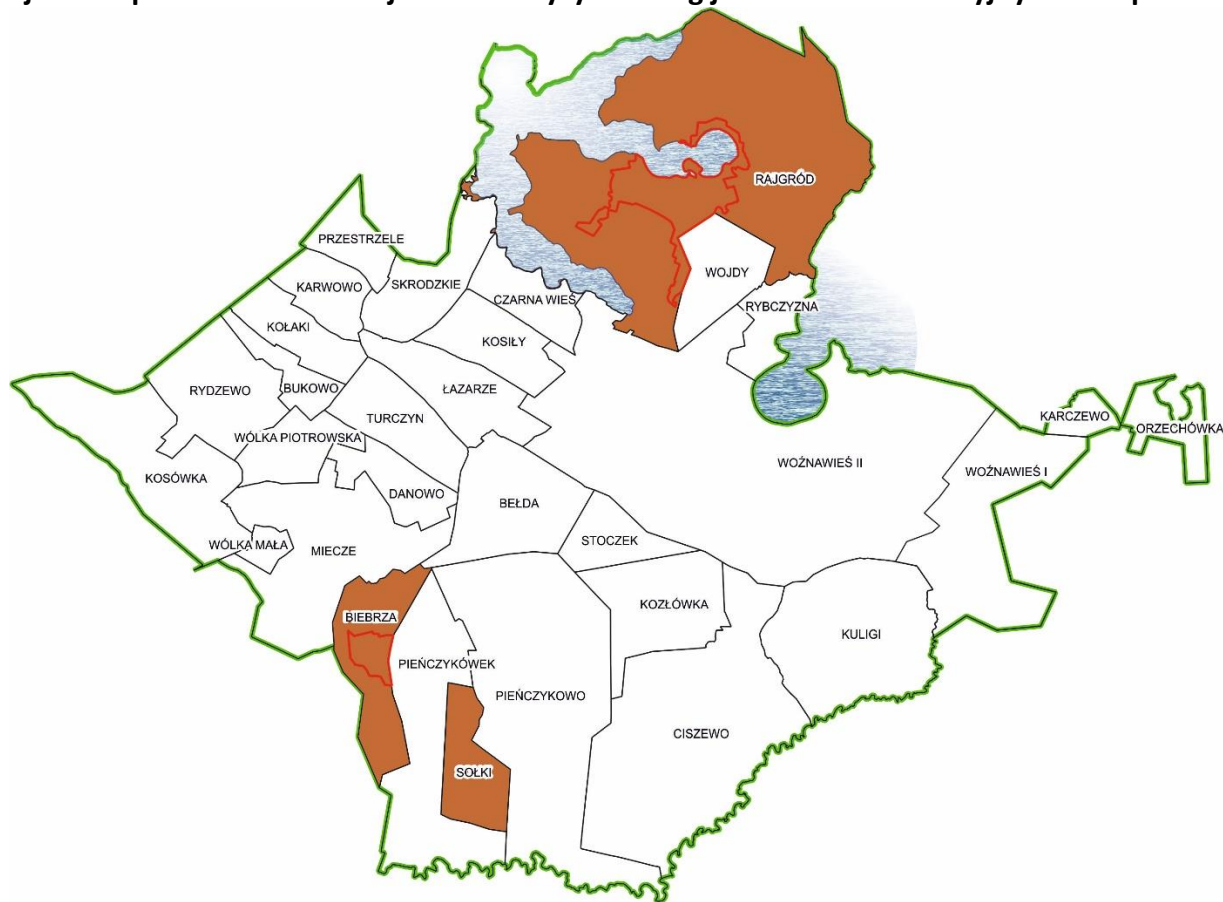 RAJGRÓD
PRZESTRZELE
WOJDY
KARWOWO
SKRODZKIE
CZARNA WIEŚ
RYBCZYZNA
KOŁAKI
KOSIŁY
RYDZEWO
BUKOWO
ŁAZARZE
TURCZYN
KARCZEWO
ORZECHÓWKA
WÓLKA PIOTROWSKA
WOŹNAWIEŚ II
WOŹNAWIEŚ I
KOSÓWKA
DANOWO
BEŁDA
STOCZEK
WÓLKA MAŁA
MIECZE
KOZŁÓWKA
BIEBRZA
KULIGI
PIEŃCZYKÓWEK
PIEŃCZYKOWO
CISZEWO
SOŁKI